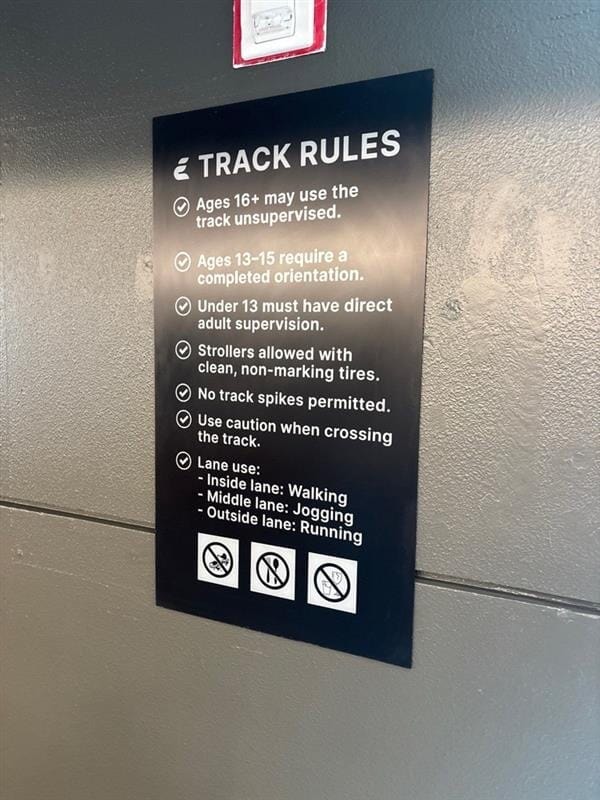 TRACK RULES
Ages 16+ may use the
track unsupervised.
Ages 13–15 require a
completed orientation.
Under 13 must have direct
adult supervision.
Strollers allowed with
clean, non-marking tires.
No track spikes permitted.
Use caution when crossing
the track.
Lane use:
- Inside lane: Walking
- Middle lane: Jogging
- Outside lane: Running